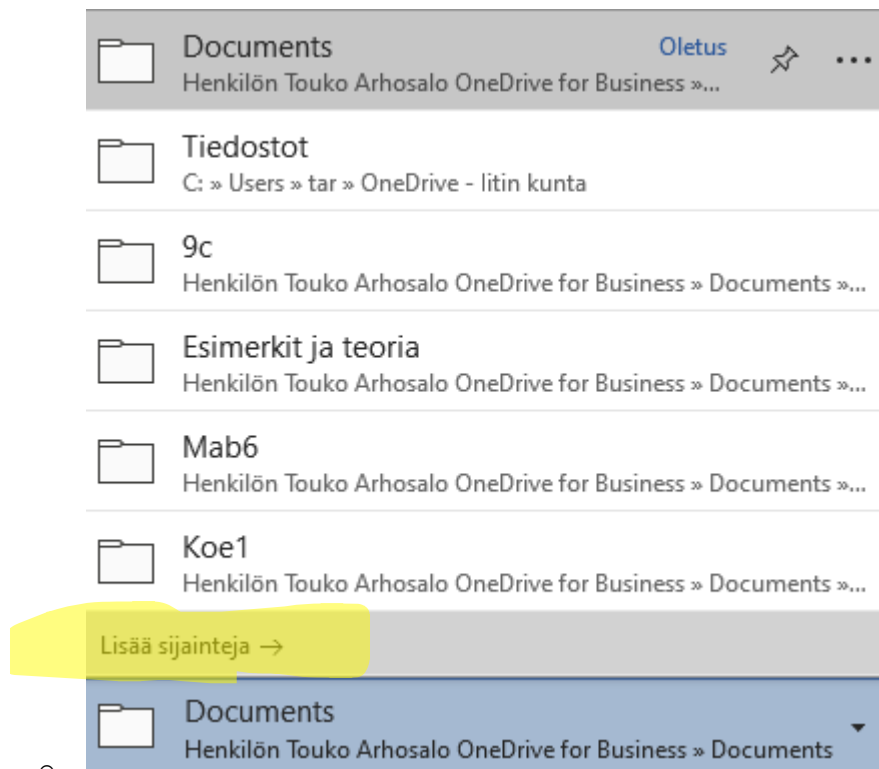 Documents
Oletus
Henkilön Touko Arhosalo OneDrive for Business »...
Tiedostot
C: » Users » tar » OneDrive - Iitin kunta
9c
Henkilön Touko Arhosalo OneDrive for Business » Documents »...
Esimerkit ja teoria
Henkilön Touko Arhosalo OneDrive for Business » Documents »...
Mab6
Henkilön Touko Arhosalo OneDrive for Business » Documents »...
Koe1
Henkilön Touko Arhosalo OneDrive for Business » Documents »...
Lisää sijainteja →
Documents
Henkilön Touko Arhosalo OneDrive for Business » Documents